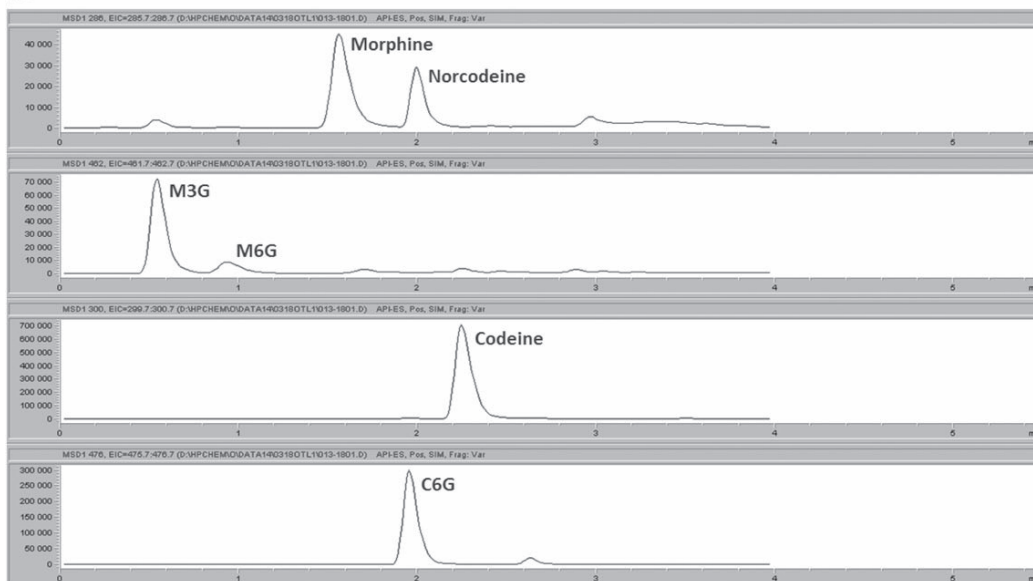 MSD1 286, EIC=285.7:286.7 (D:\HPCHEM\O\DATA14\0318OTL1\013-1801.D) API-ES, Pos, SIM, Frag: Var
40 000
30 000
20 000
10 000
0
Morphine
Norcodeine
0 1 2 3 4 5 m
MSD1 462, EIC=461.7:462.7 (D:\HPCHEM\O\DATA14\0318OTL1\013-1801.D) API-ES, Pos, SIM, Frag: Var
70 000
60 000
50 000
40 000
30 000
20 000
10 000
0
M3G
M6G
0 1 2 3 4 5 m
MSD1 300, EIC=299.7:300.7 (D:\HPCHEM\O\DATA14\0318OTL1\013-1801.D) API-ES, Pos, SIM, Frag: Var
700 000
600 000
500 000
400 000
300 000
200 000
100 000
0
Codeine
0 1 2 3 4 5 m
MSD1 476, EIC=475.7:476.7 (D:\HPCHEM\O\DATA14\0318OTL1\013-1801.D) API-ES, Pos, SIM, Frag: Var
300 000
250 000
200 000
150 000
100 000
50 000
0
C6G
0 1 2 3 4 5